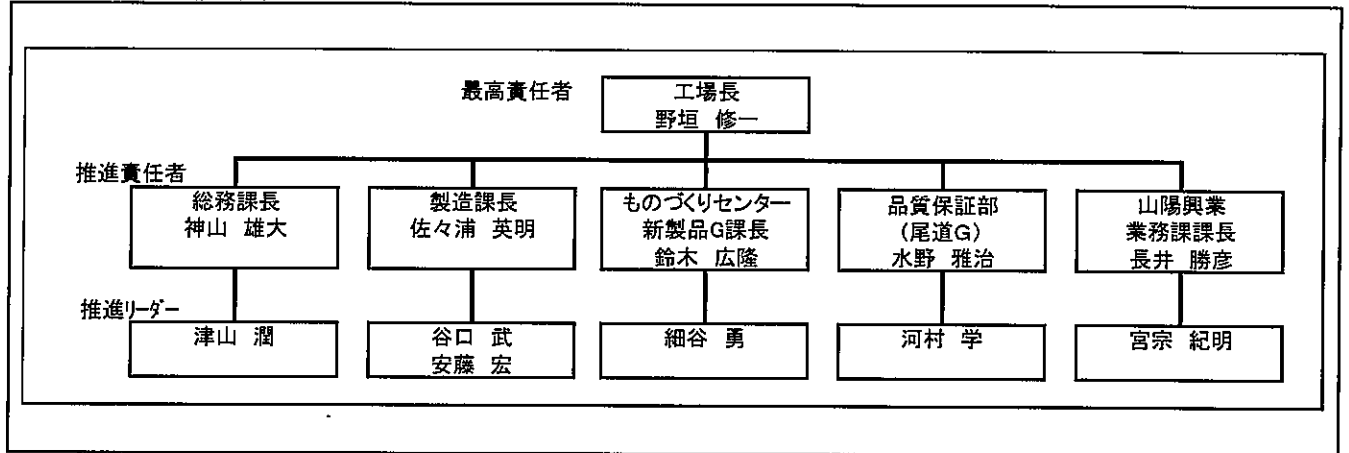 最高責任者
工場長
野垣 修一
推進責任者
総務課長
神山 雄大
製造課長
佐々浦 英明
ものづくりセンター
新製品G課長
鈴木 広隆
品質保証部
(尾道G)
水野 雅治
山陽興業
業務課課長
長井 勝彦
推進リーダー
津山 潤
谷口 武
安藤 宏
細谷 勇
河村 学
宮宗 紀明